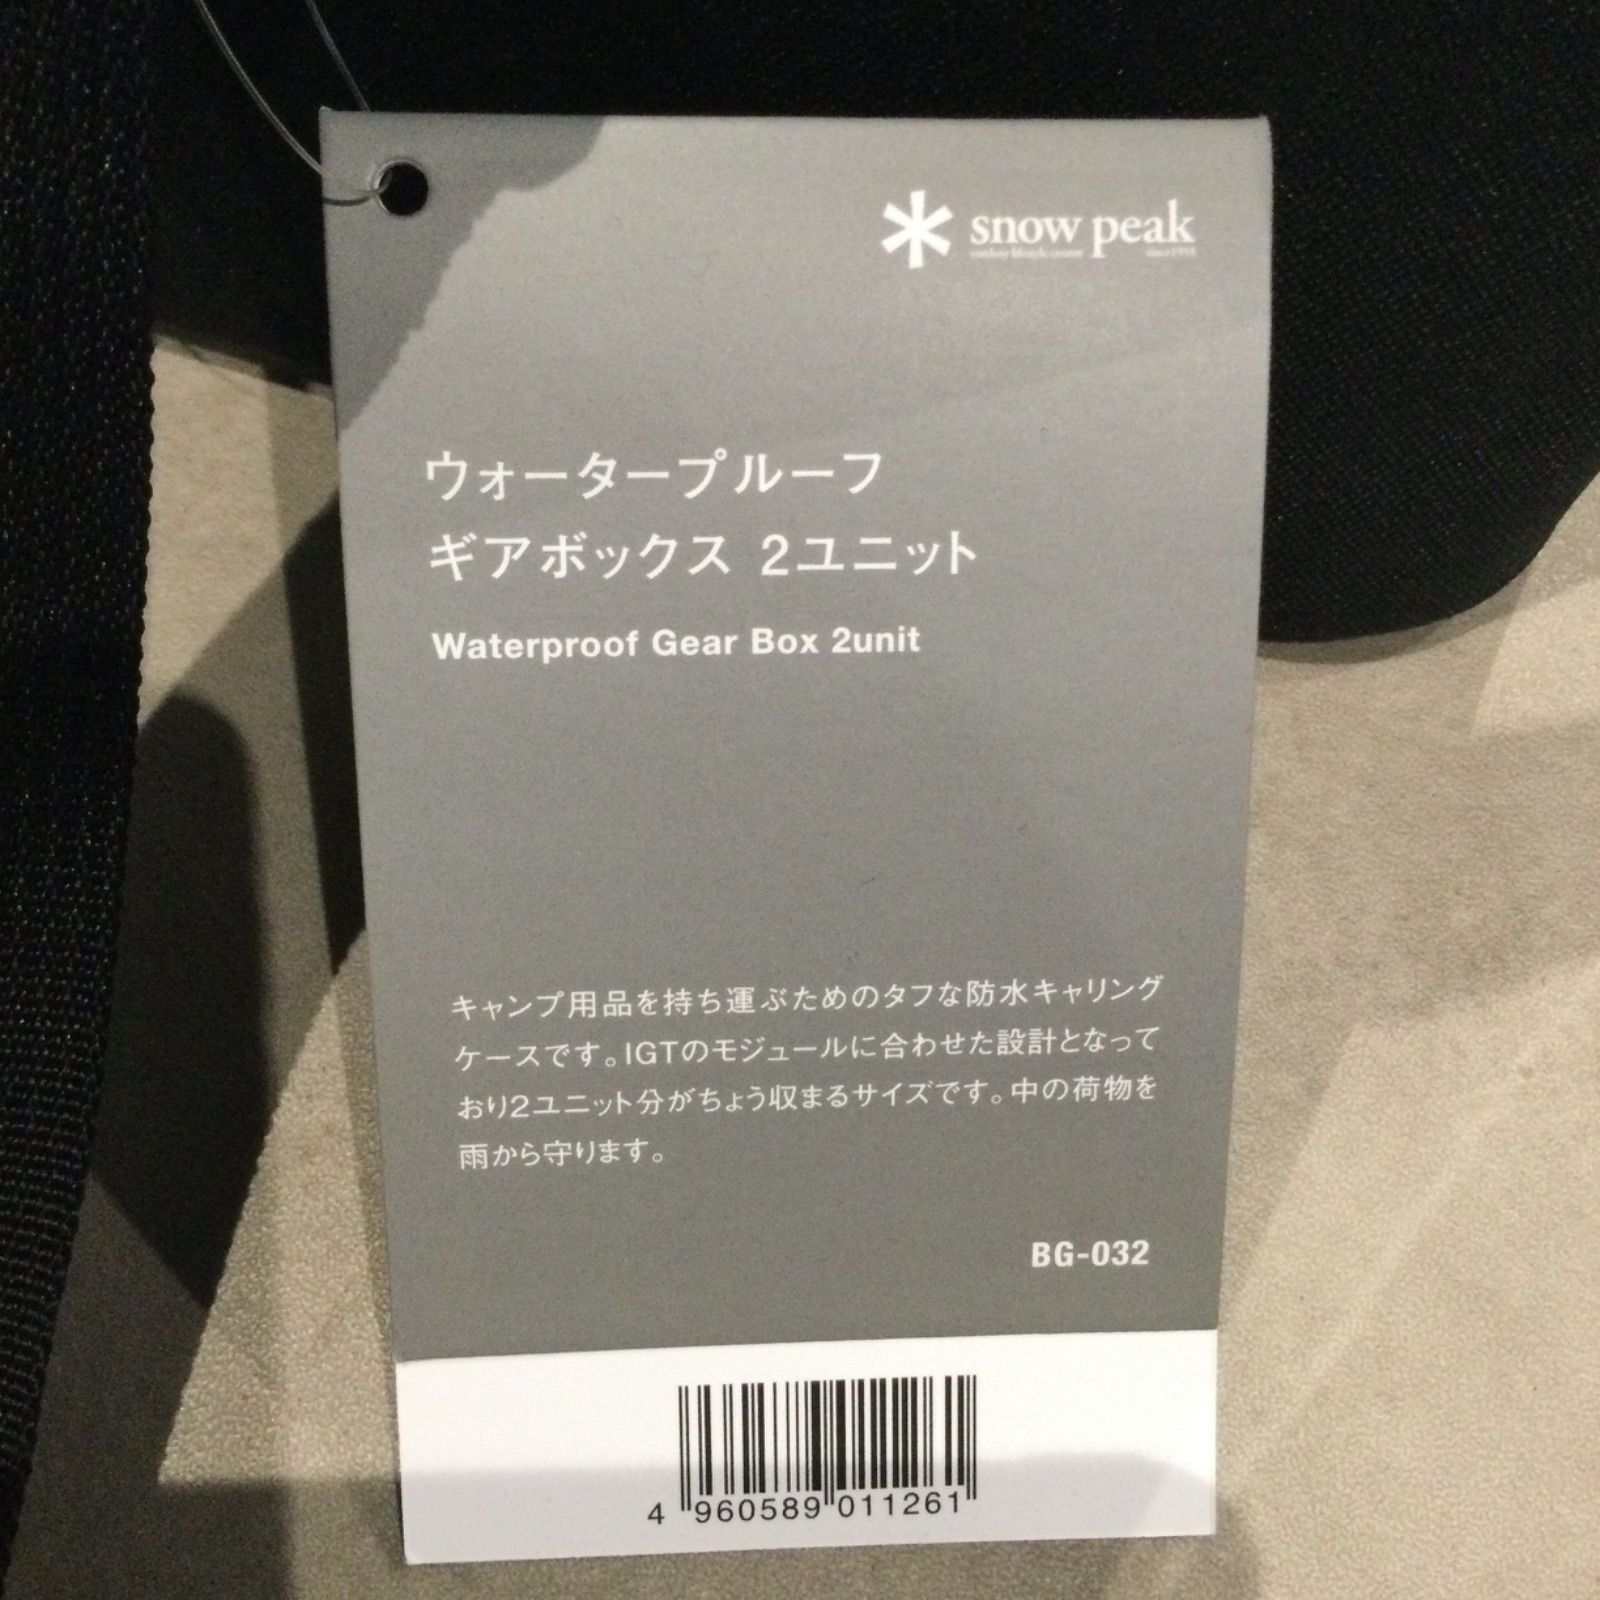 snow peak
outdoor lifestyle creator since1958
ウォータープルーフ
ギアボックス 2ユニット
Waterproof Gear Box 2unit
キャンプ用品を持ち運ぶためのタフな防水キャリング
ケースです。IGTのモジュールに合わせた設計となって
おり2ユニット分がちょう収まるサイズです。中の荷物を
雨から守ります。
BG-032
4 960589 011261